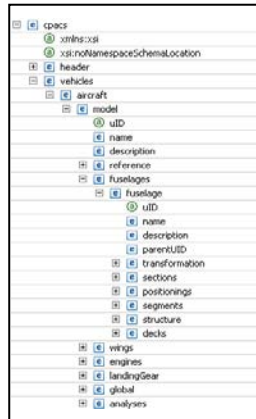 cpacs
xmlns:xsi
xsi:noNamespaceSchemaLocation
header
vehicles
aircraft
model
uID
name
description
reference
fuselages
fuselage
uID
name
description
parentUID
transformation
sections
positionings
segments
structure
decks
wings
engines
landingGear
global
analyses